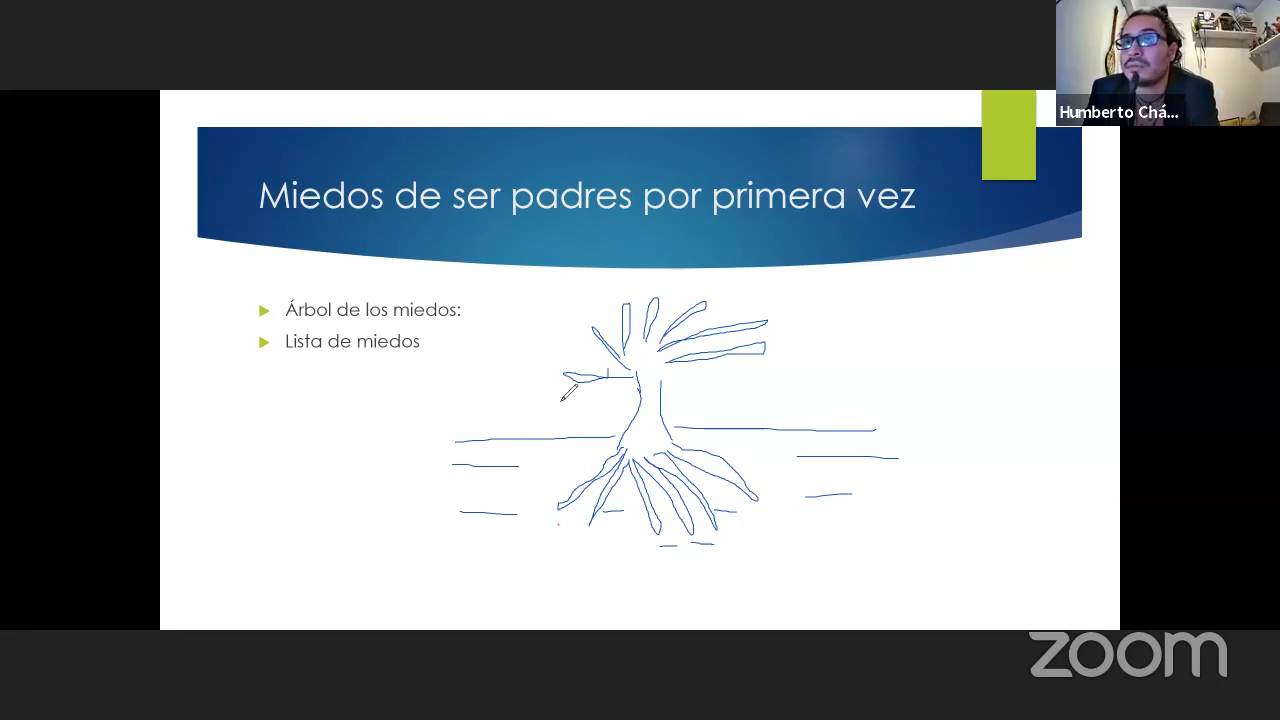 Humberto Chá...
Miedos de ser padres por primera vez
Árbol de los miedos:
Lista de miedos
zoom